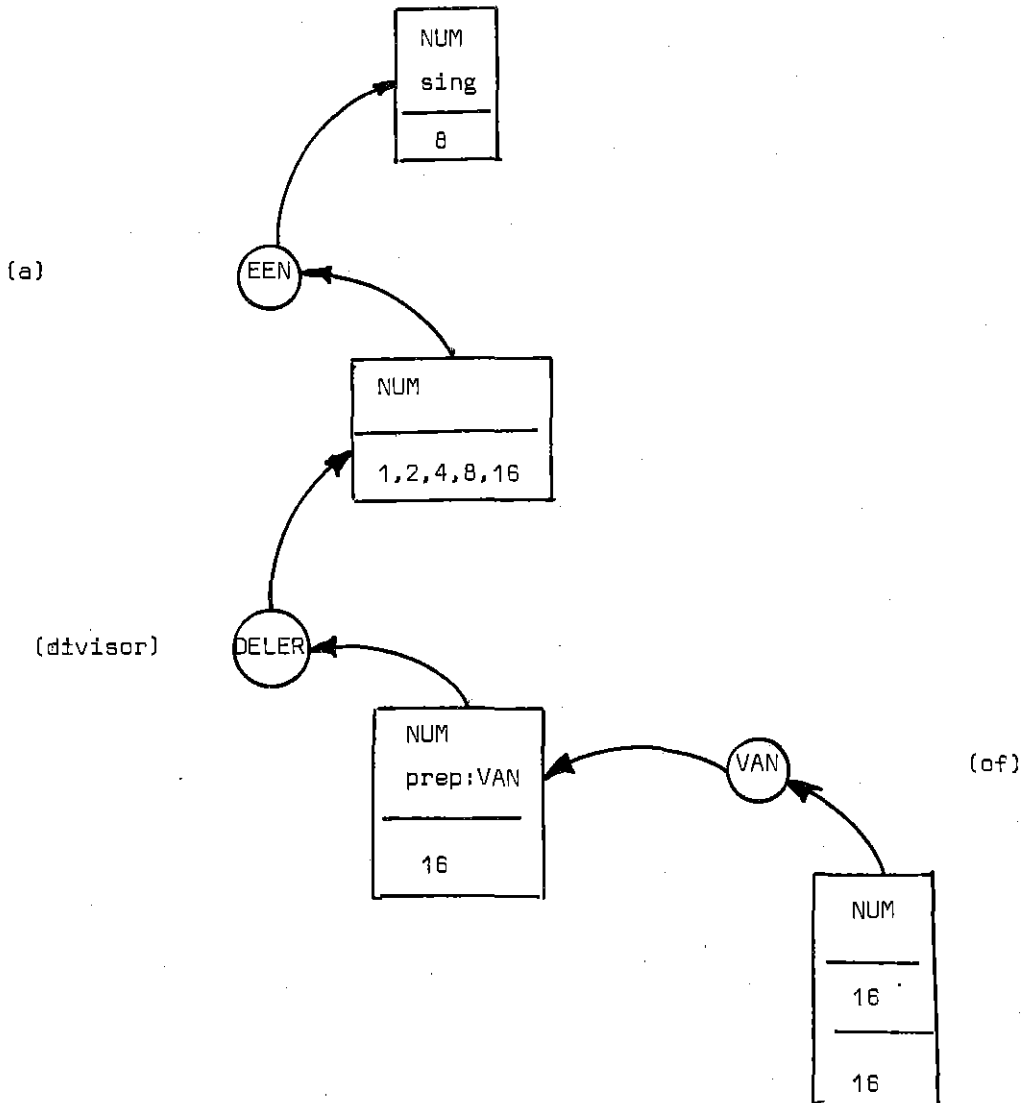 NUM
sing
8
(a)
EEN
NUM
1,2,4,8,16
(divisor)
DELER
NUM
prep:VAN
16
VAN
(of)
NUM
16
16